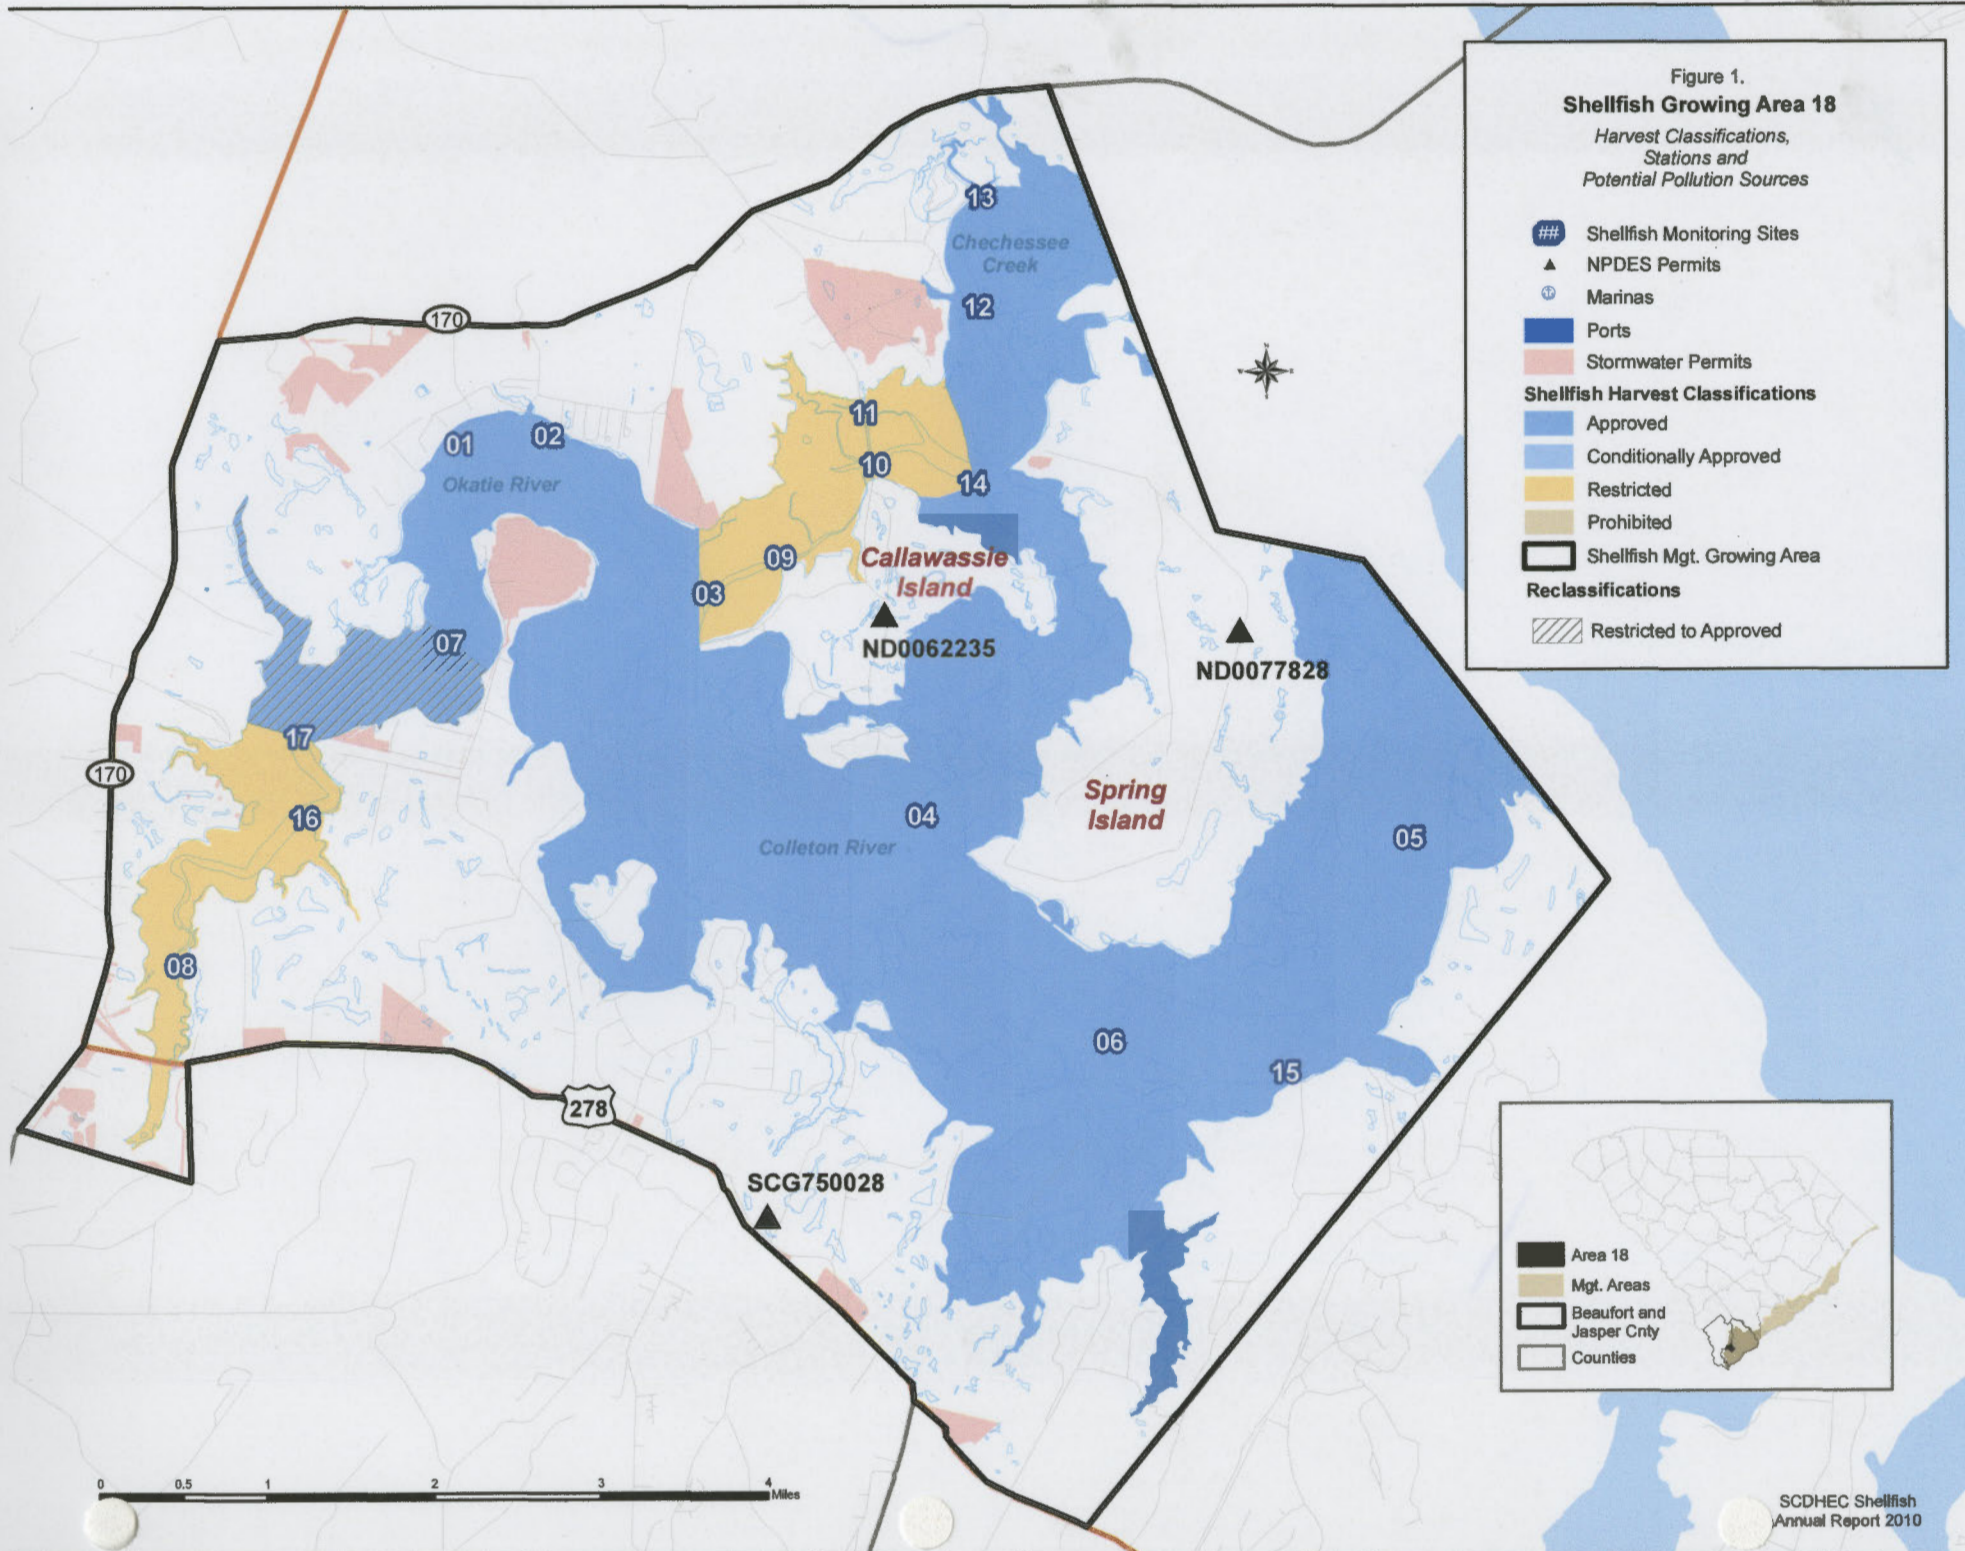 Figure 1.
Shellfish Growing Area 18
Harvest Classifications,
Stations and
Potential Pollution Sources
##
Shellfish Monitoring Sites
NPDES Permits
Marinas
Ports
Stormwater Permits
Shellfish Harvest Classifications
Approved
Conditionally Approved
Restricted
Prohibited
Shellfish Mgt. Growing Area
Reclassifications
Restricted to Approved
13
Chechessee
Creek
12
170
11
01
02
10
Okatie River
14
09
Callawassie
Island
03
ND0062235
07
ND0077828
17
170
16
Spring
Island
04
05
Colleton River
08
06
15
278
SCG750028
Area 18
Mgt. Areas
Beaufort and
Jasper Cnty
Counties
0 0.5 1 2 3 4
Miles
SCDHEC Shellfish
Annual Report 2010